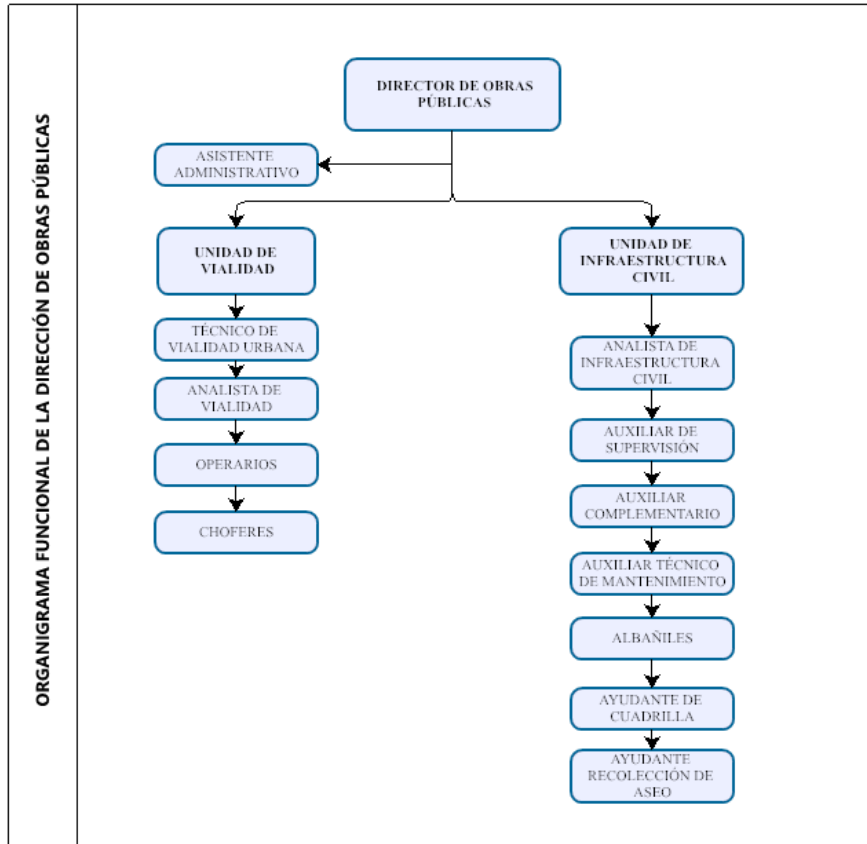 ORGANIGRAMA FUNCIONAL DE LA DIRECCIÓN DE OBRAS PÚBLICAS
DIRECTOR DE OBRAS
PÚBLICAS
ASISTENTE
ADMINISTRATIVO
UNIDAD DE
VIALIDAD
TÉCNICO DE
VIALIDAD URBANA
ANALISTA DE
VIALIDAD
OPERARIOS
CHOFERES
UNIDAD DE
INFRAESTRUCTURA
CIVIL
ANALISTA DE
INFRAESTRUCTURA
CIVIL
AUXILIAR DE
SUPERVISIÓN
AUXILIAR
COMPLEMENTARIO
AUXILIAR TÉCNICO
DE MANTENIMIENTO
ALBAÑILES
AYUDANTE DE
CUADRILLA
AYUDANTE
RECOLECCIÓN DE
ASEO